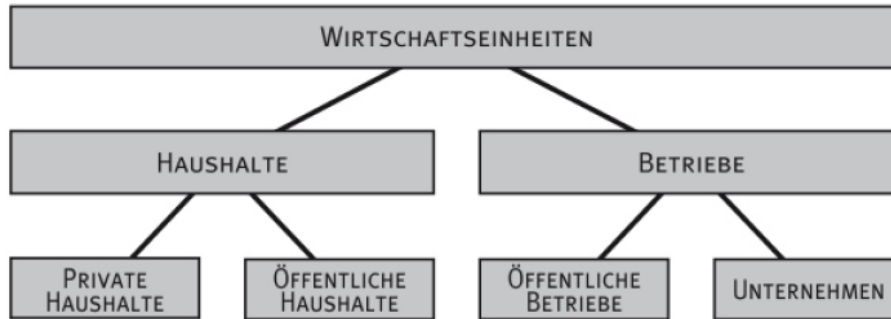 WIRTSCHAFTSEINHEITEN
HAUSHALTE
BETRIEBE
PRIVATE
HAUSHALTE
ÖFFENTLICHE
HAUSHALTE
ÖFFENTLICHE
BETRIEBE
UNTERNEHMEN